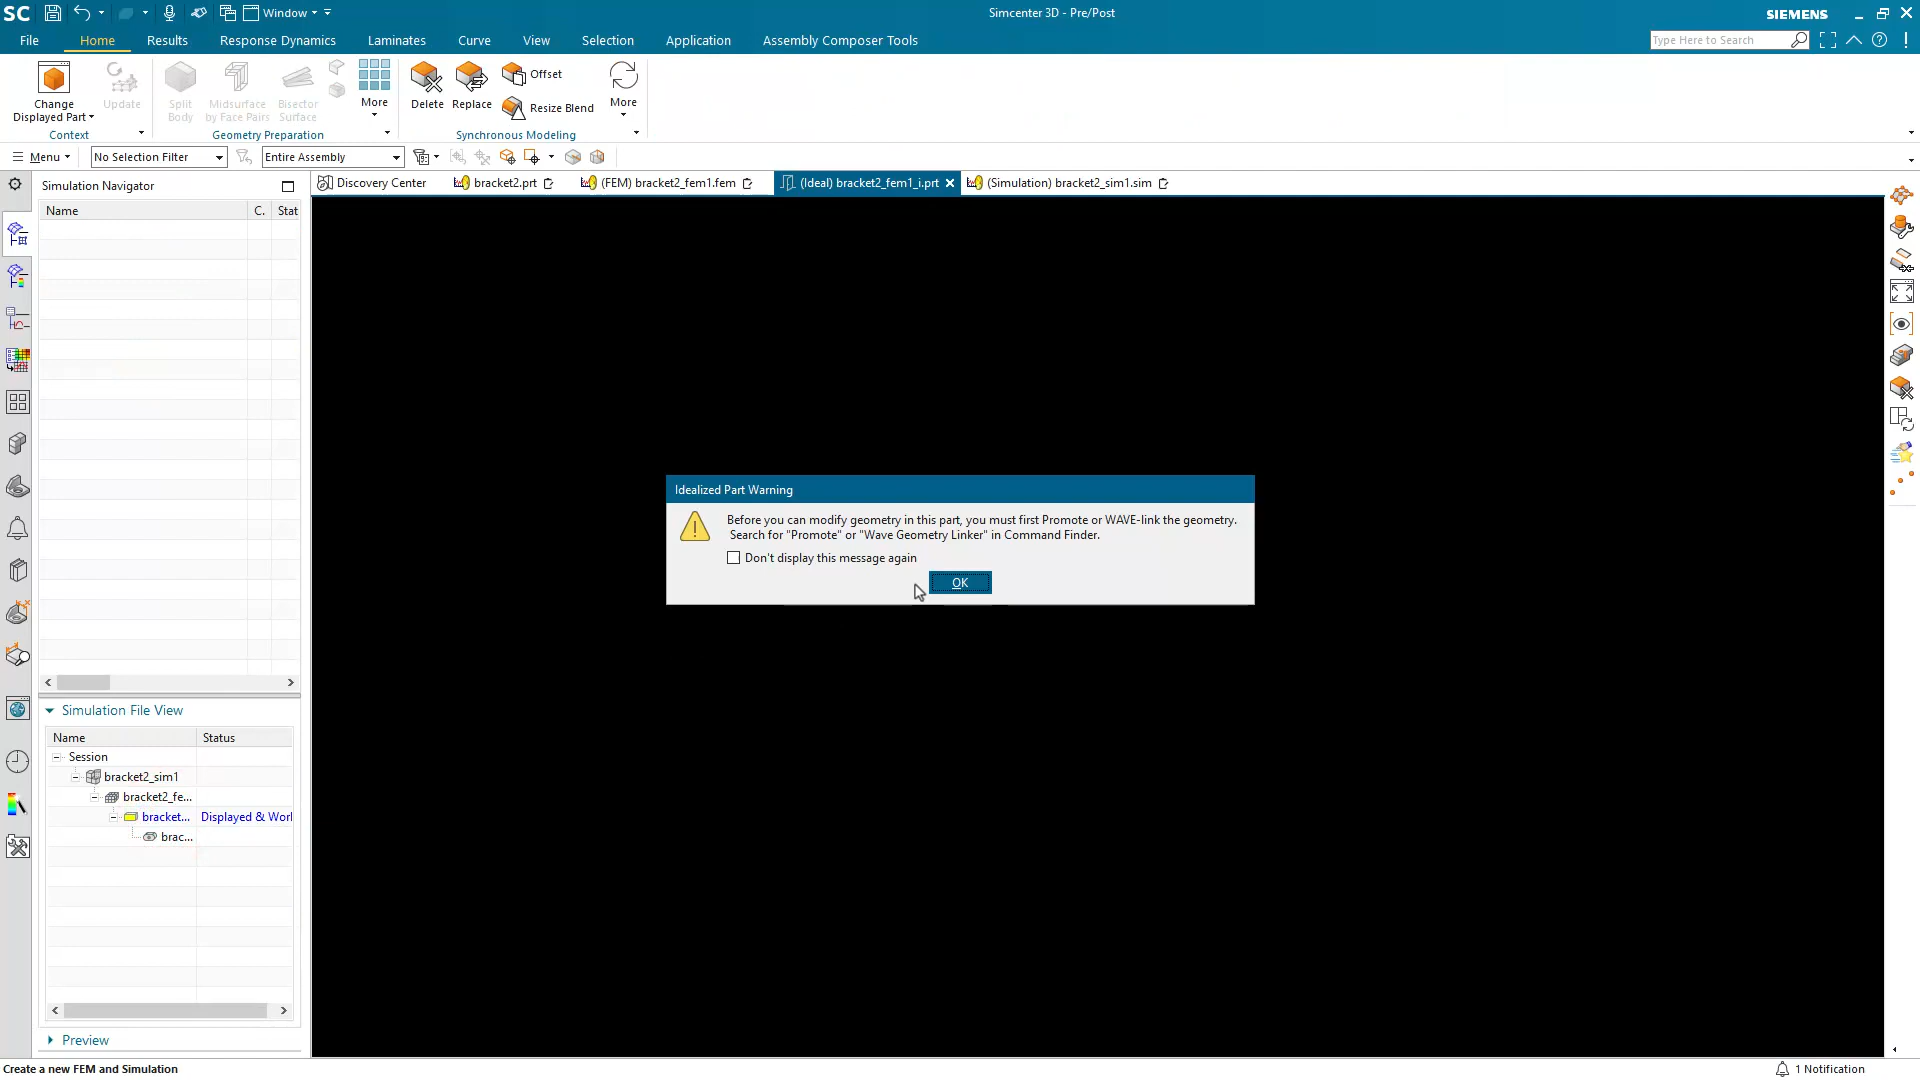 SC
Window
Simcenter 3D - Pre/Post
SIEMENS
File
Home
Results
Response Dynamics
Laminates
Curve
View
Selection
Application
Assembly Composer Tools
Type Here to Search
Change
Displayed Part
Update
Split
Body
Midsurface
by Face Pairs
Bisector
Surface
More
Delete
Replace
Offset
Resize Blend
More
Context
Geometry Preparation
Synchronous Modeling
Menu
No Selection Filter
Entire Assembly
Simulation Navigator
Discovery Center
bracket2.prt
(FEM) bracket2_fem1.fem
(Ideal) bracket2_fem1_i.prt
(Simulation) bracket2_sim1.sim
Name
C.
Stat
Idealized Part Warning
Before you can modify geometry in this part, you must first Promote or WAVE-link the geometry.
Search for "Promote" or "Wave Geometry Linker" in Command Finder.
Don't display this message again
OK
Simulation File View
Name
Status
Session
bracket2_sim1
bracket2_fe...
bracket...
Displayed & Worl
brac...
Preview
Create a new FEM and Simulation
1 Notification